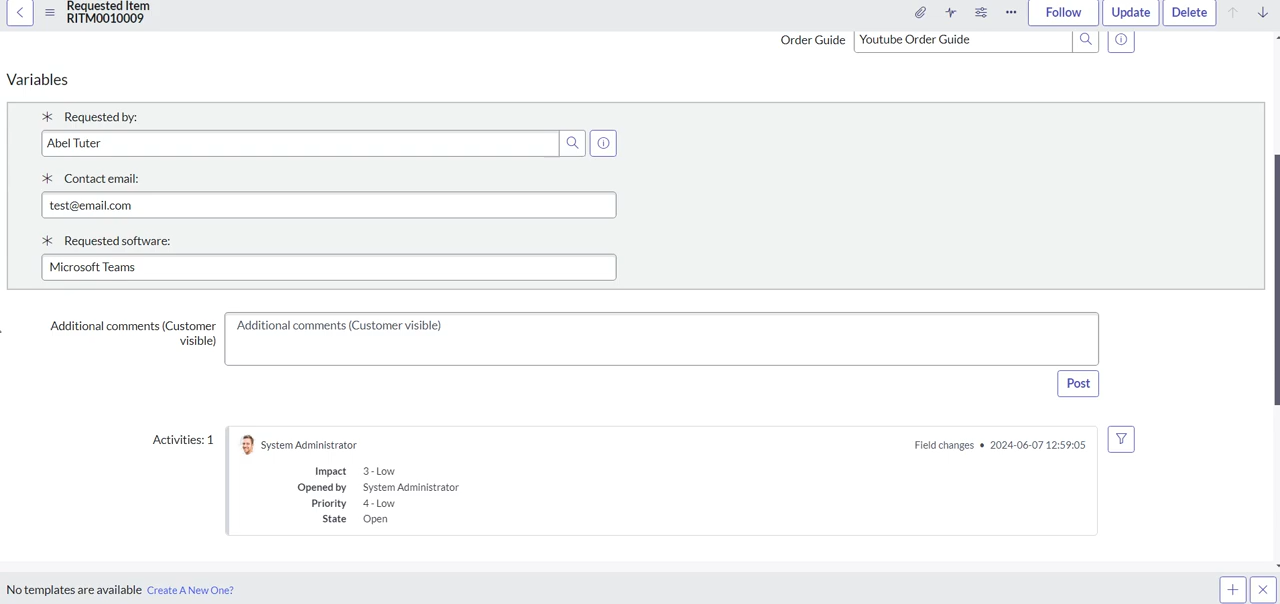 Requested Item
RITM0010009
Follow
Update
Delete
Order Guide
Youtube Order Guide
Variables
Requested by:
Abel Tuter
Contact email:
test@email.com
Requested software:
Microsoft Teams
Additional comments (Customer
visible)
Additional comments (Customer visible)
Post
Activities: 1
System Administrator
Field changes • 2024-06-07 12:59:05
Impact 3 - Low
Opened by System Administrator
Priority 4 - Low
State Open
No templates are available Create A New One?